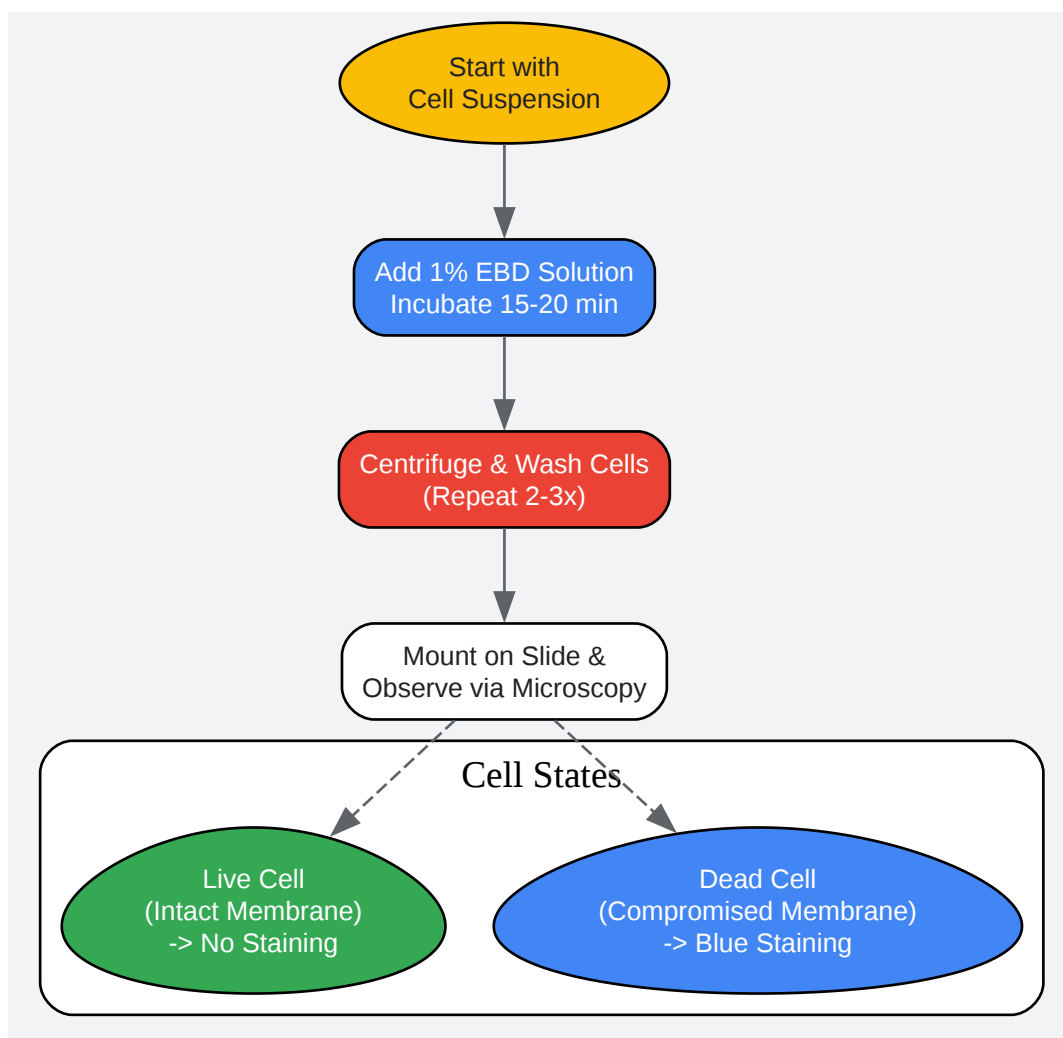 Start with
Cell Suspension
Add 1% EBD Solution
Incubate 15-20 min
Centrifuge & Wash Cells
(Repeat 2-3x)
Mount on Slide &
Observe via Microscopy
Cell States
Live Cell
(Intact Membrane)
-> No Staining
Dead Cell
(Compromised Membrane)
-> Blue Staining